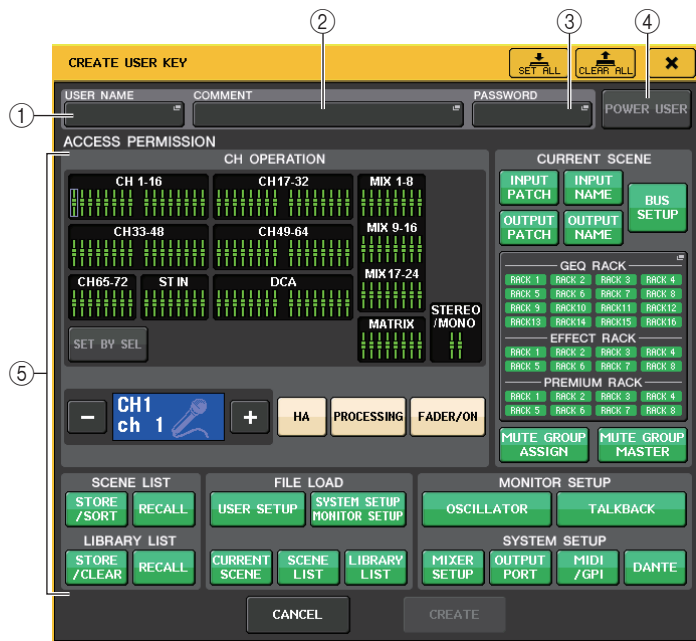 ① ② ③ ④ ⑤
CREATE USER KEY
SET ALL
CLEAR ALL
USER NAME
COMMENT
PASSWORD
POWER USER
ACCESS PERMISSION
CH OPERATION
CH 1-16
CH17-32
MIX 1-8
CH33-48
CH49-64
MIX 9-16
CH65-72
ST IN
DCA
MIX17-24
STEREO
/MONO
MATRIX
SET BY SEL
−
CH1
ch 1
+
HA
PROCESSING
FADER/ON
CURRENT SCENE
INPUT
PATCH
INPUT
NAME
BUS
SETUP
OUTPUT
PATCH
OUTPUT
NAME
GEQ RACK
RACK 1 RACK 2 RACK 3 RACK 4
RACK 5 RACK 6 RACK 7 RACK 8
RACK 9 RACK10 RACK11 RACK12
RACK13 RACK14 RACK15 RACK16
EFFECT RACK
RACK 1 RACK 2 RACK 3 RACK 4
RACK 5 RACK 6 RACK 7 RACK 8
PREMIUM RACK
RACK 1 RACK 2 RACK 3 RACK 4
RACK 5 RACK 6 RACK 7 RACK 8
MUTE GROUP
ASSIGN
MUTE GROUP
MASTER
SCENE LIST
STORE
/SORT
RECALL
LIBRARY LIST
STORE
/CLEAR
RECALL
FILE LOAD
USER SETUP
SYSTEM SETUP
MONITOR SETUP
CURRENT
SCENE
SCENE
LIST
LIBRARY
LIST
MONITOR SETUP
OSCILLATOR
TALKBACK
SYSTEM SETUP
MIXER
SETUP
OUTPUT
PORT
MIDI
/GPI
DANTE
CANCEL
CREATE